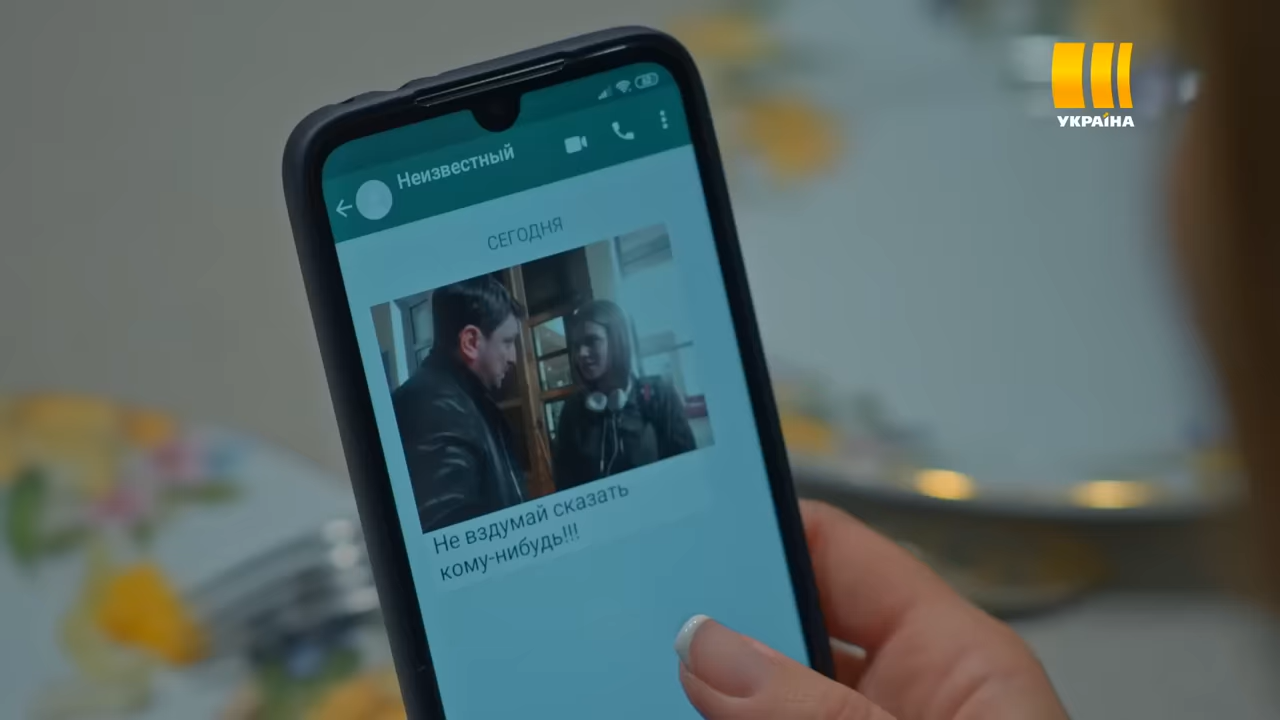 УКРАЇНА
Неизвестный
СЕГОДНЯ
Не вздумай сказать
кому-нибудь!!!